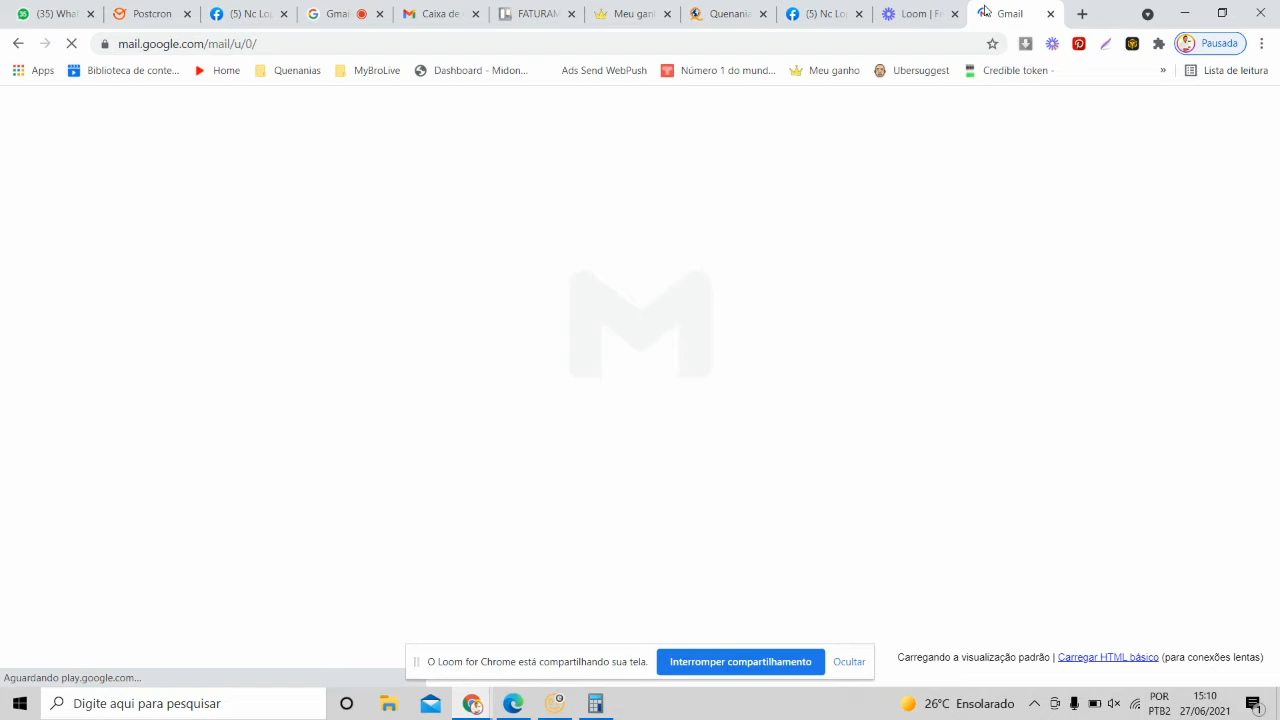 (35) What
Postcron
(5) Nc Lo
Gma
Caixa de
FATURA
Meu gan
Quenania
(5) Nc Lo
Loom | F
Gmail
mail.google.com/mail/u/0/
Pausada
Apps
Biblioteca de conte...
Home
Quenanias
MyBroLive
Dashboard - Midton...
Ads Send WebPush
Número 1 do mund...
Meu ganho
Ubersuggest
Credible token -
»
Lista de leitura
O Loom for Chrome está compartilhando sua tela.
Interromper compartilhamento
Ocultar
Carregando a visualização padrão | Carregar HTML básico (para conexões lentas)
Aguardando play.google.com...
Digite aqui para pesquisar
26°C Ensolarado
POR
PTB2
15:10
27/06/2021